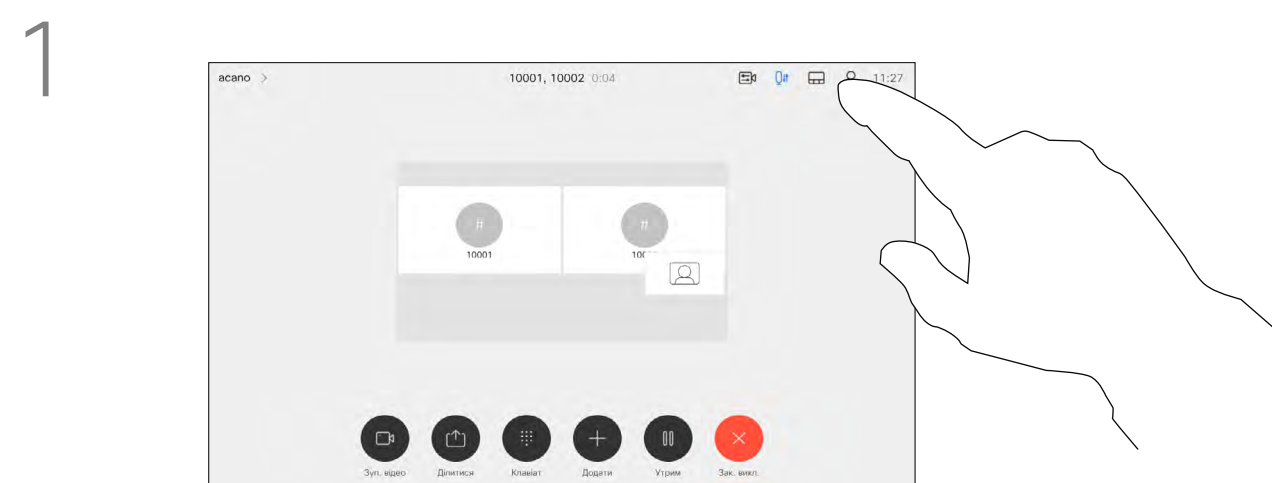 1
acano >
10001, 10002 0:04
11:27
#
#
10001
Зуп. відео
Ділитися
Клавіат
Додати
Утрим
Зак. викл.